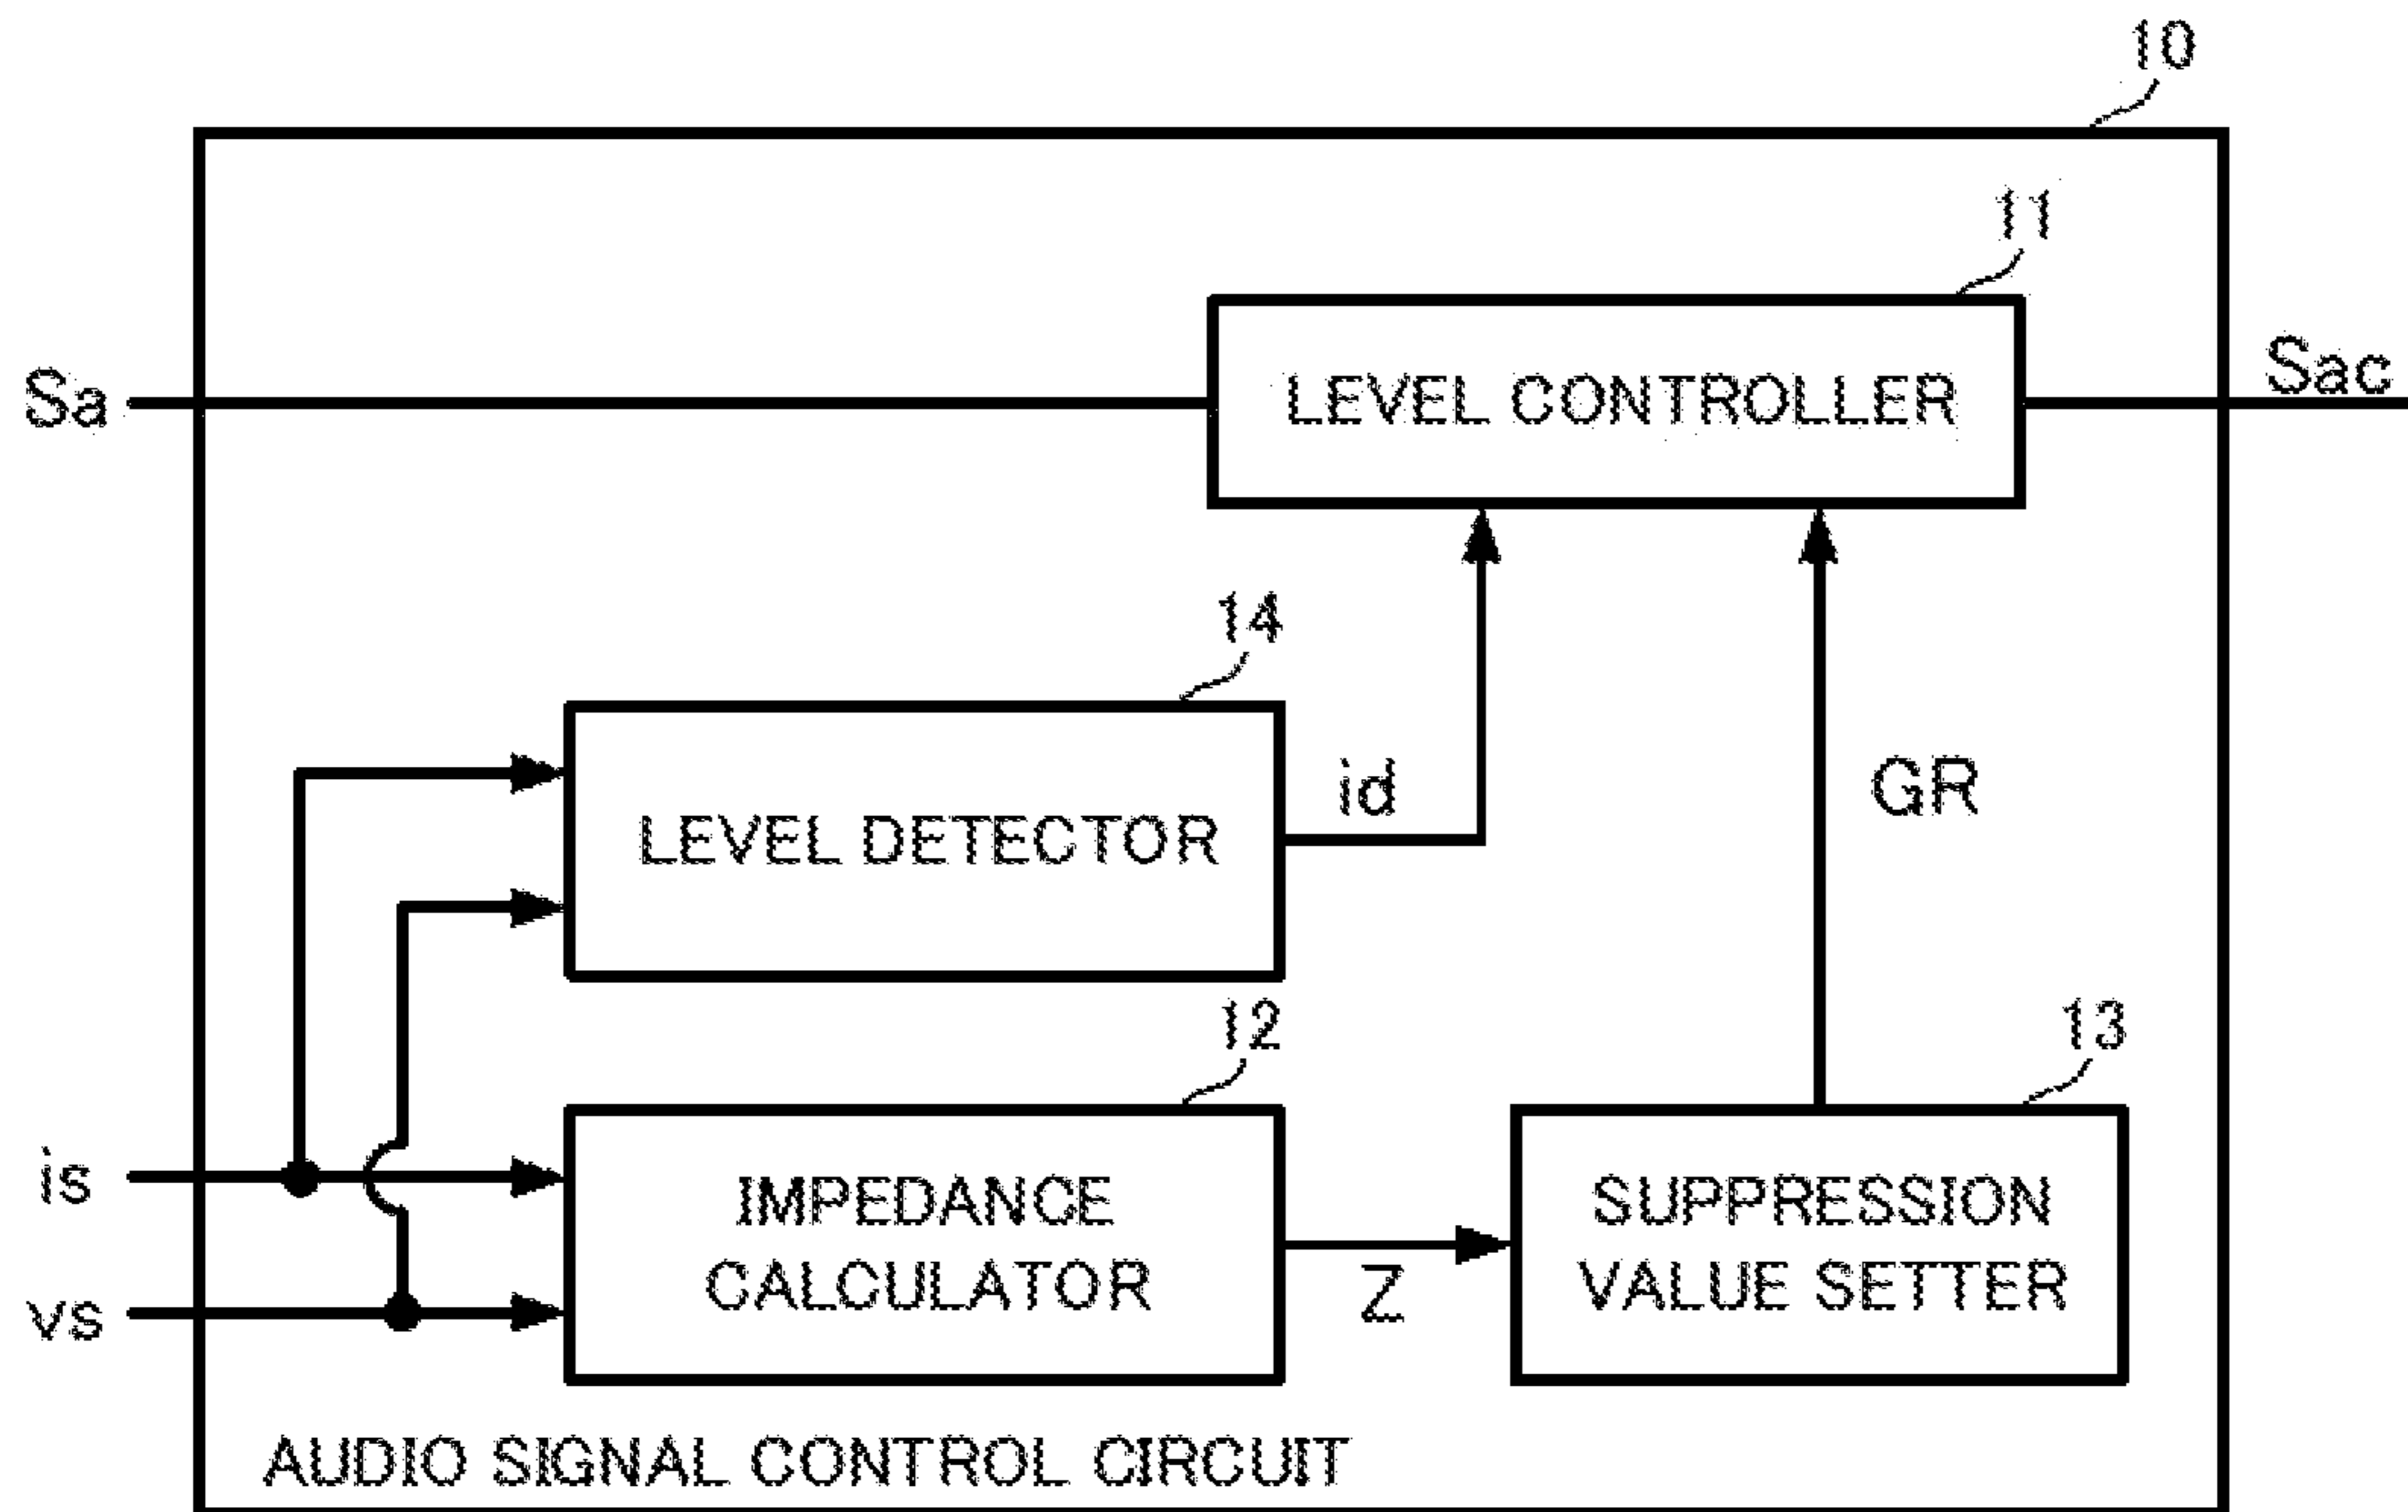 10
11
Sa
LEVEL CONTROLLER
Sac
14
LEVEL DETECTOR
id
GR
12
13
is
IMPEDANCE
CALCULATOR
SUPPRESSION
VALUE SETTER
Z
vs
AUDIO SIGNAL CONTROL CIRCUIT